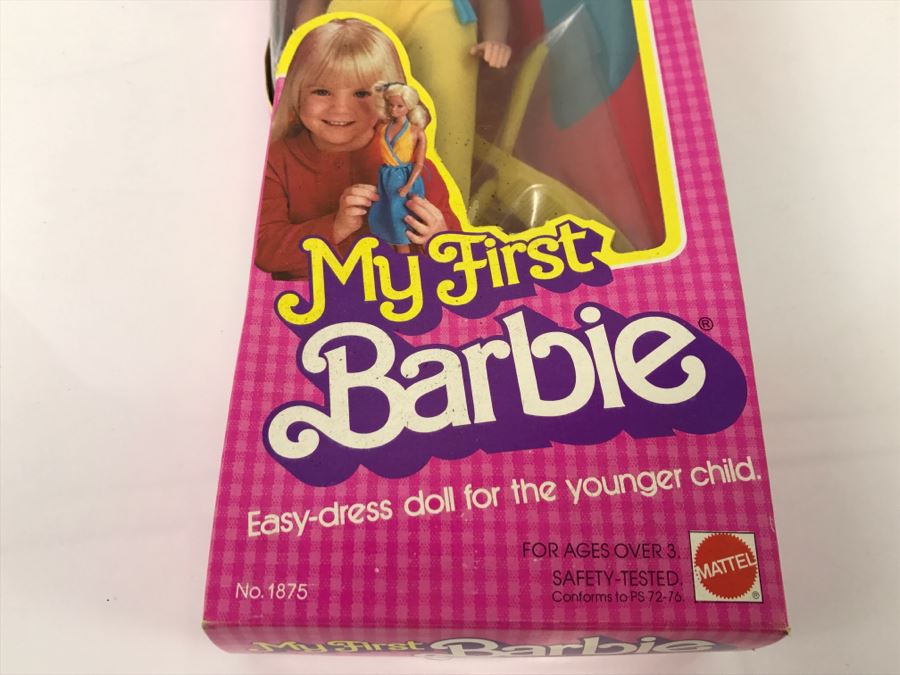 My First
Barbie®
Easy-dress doll for the younger child.
FOR AGES OVER 3.
SAFETY-TESTED.
Conforms to PS 72-76.
MATTEL®
No. 1875
My First Barbie